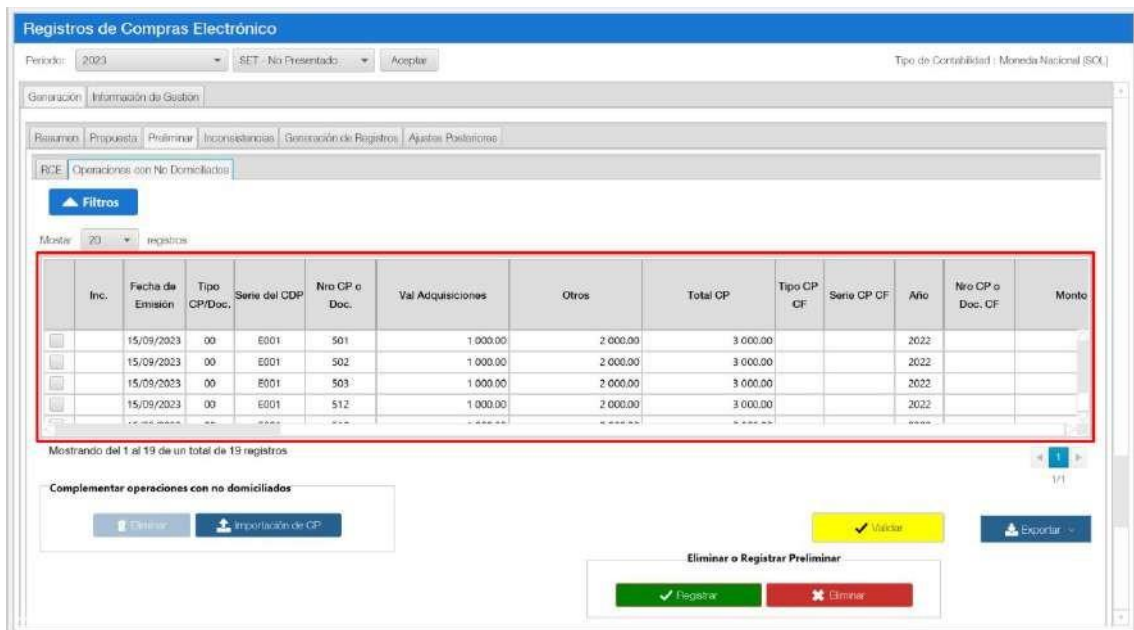 Registros de Compras Electrónico
Periodo: 2023 SET - No Presentado Aceptar Tipo de Contabilidad : Moneda Nacional (SOL)
Generación Información de Gestión
Resumen Propuesta Preliminar Inconsistencias Generación de Registros Ajustes Posteriores
RCE Operaciones con No Domiciliados
Filtros
Mostar 20 registros
Inc. Fecha de Emisión Tipo CP/Doc. Serie del CDP Nro CP o Doc. Val Adquisiciones Otros Total CP Tipo CP CF Serie CP CF Año Nro CP o Doc. CF Monto
15/09/2023 00 E001 501 1 000.00 2 000.00 3 000.00 2022
15/09/2023 00 E001 502 1 000.00 2 000.00 3 000.00 2022
15/09/2023 00 E001 503 1 000.00 2 000.00 3 000.00 2022
15/09/2023 00 E001 512 1 000.00 2 000.00 3 000.00 2022
Mostrando del 1 al 19 de un total de 19 registros
1
1/1
Complementar operaciones con no domiciliados
Eliminar Importación de CP
Validar Exportar
Eliminar o Registrar Preliminar
Registrar Eliminar